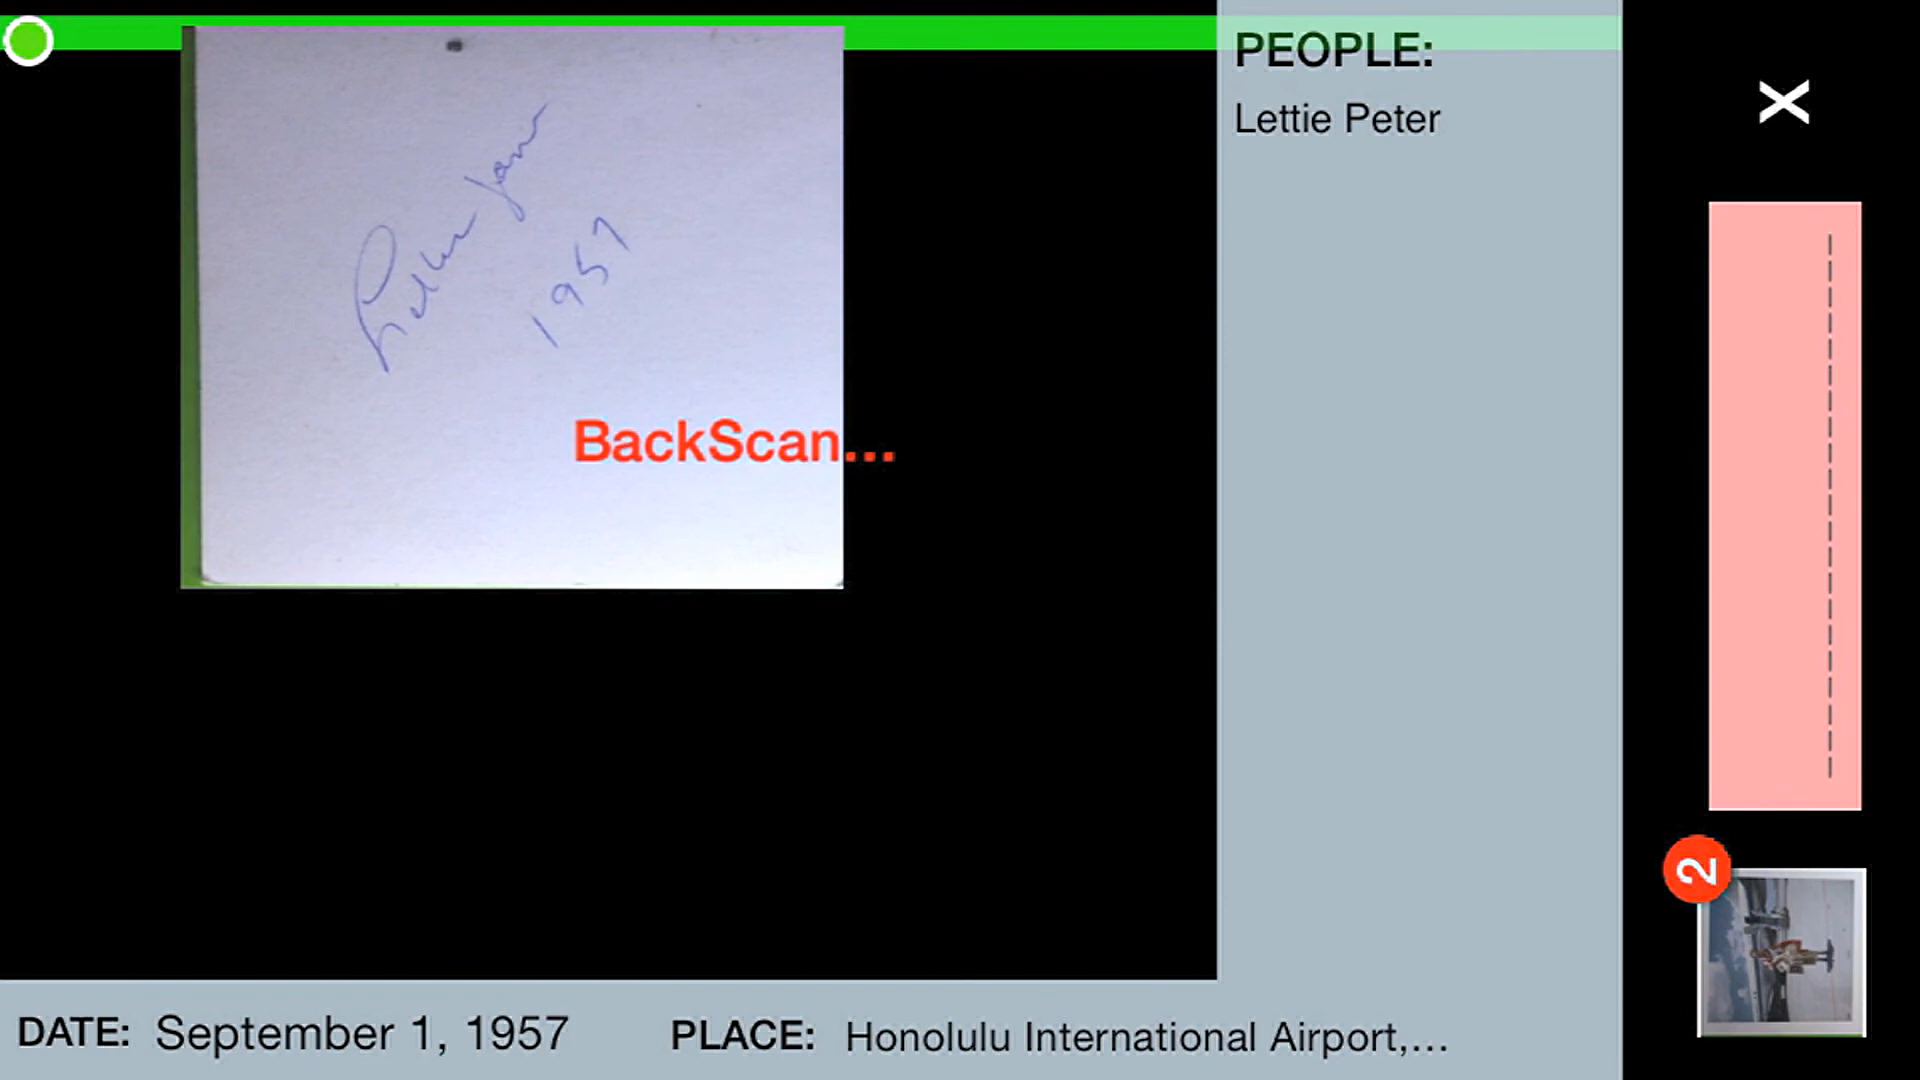 PEOPLE:
Lettie Peter
X
1957
BackScan...
2
DATE: September 1, 1957
PLACE: Honolulu International Airport,...